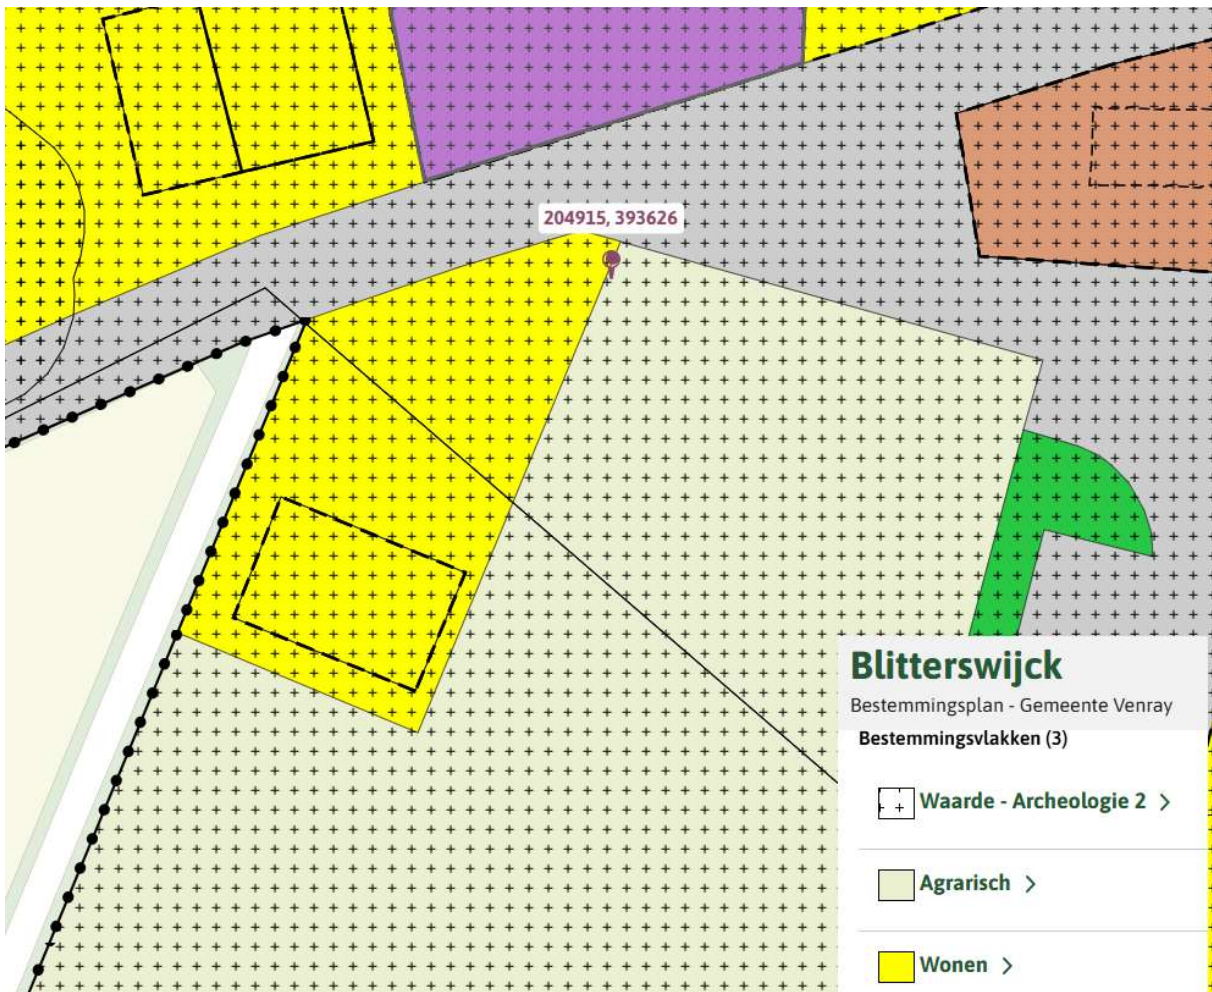 204915, 393626
Blitterswijck
Bestemmingsplan - Gemeente Venray
Bestemmingsvlakken (3)
Waarde - Archeologie 2
Agrarisch
Wonen